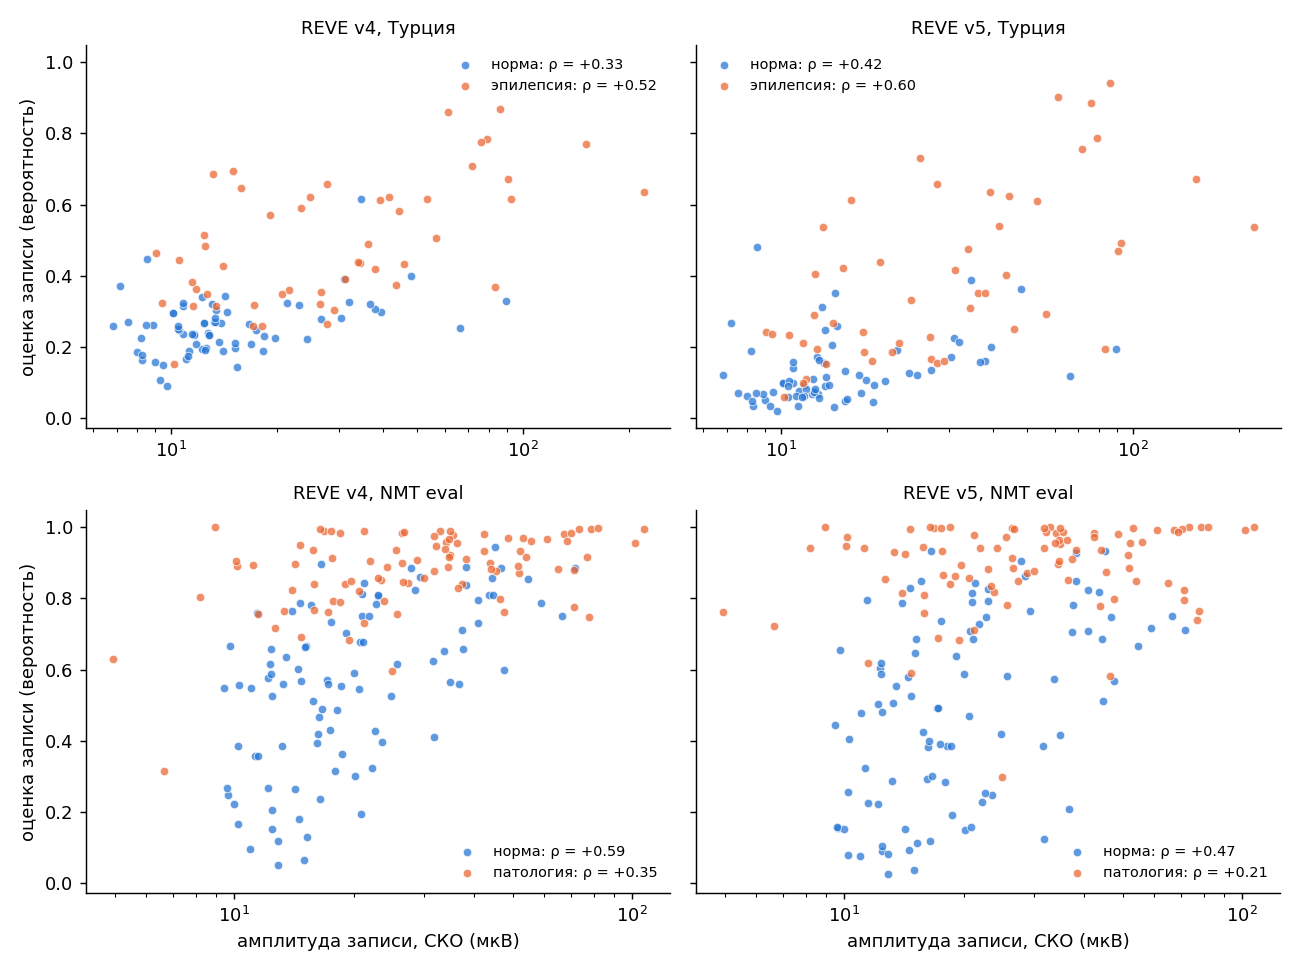 REVE v4, Турция
1.0
0.8
0.6
0.4
0.2
0.0
оценка записи (вероятность)
норма: ρ = +0.33
эпилепсия: ρ = +0.52
10¹
10²
REVE v5, Турция
норма: ρ = +0.42
эпилепсия: ρ = +0.60
10¹
10²
REVE v4, NMT eval
1.0
0.8
0.6
0.4
0.2
0.0
оценка записи (вероятность)
норма: ρ = +0.59
патология: ρ = +0.35
10¹
10²
амплитуда записи, СКО (мкВ)
REVE v5, NMT eval
норма: ρ = +0.47
патология: ρ = +0.21
10¹
10²
амплитуда записи, СКО (мкВ)